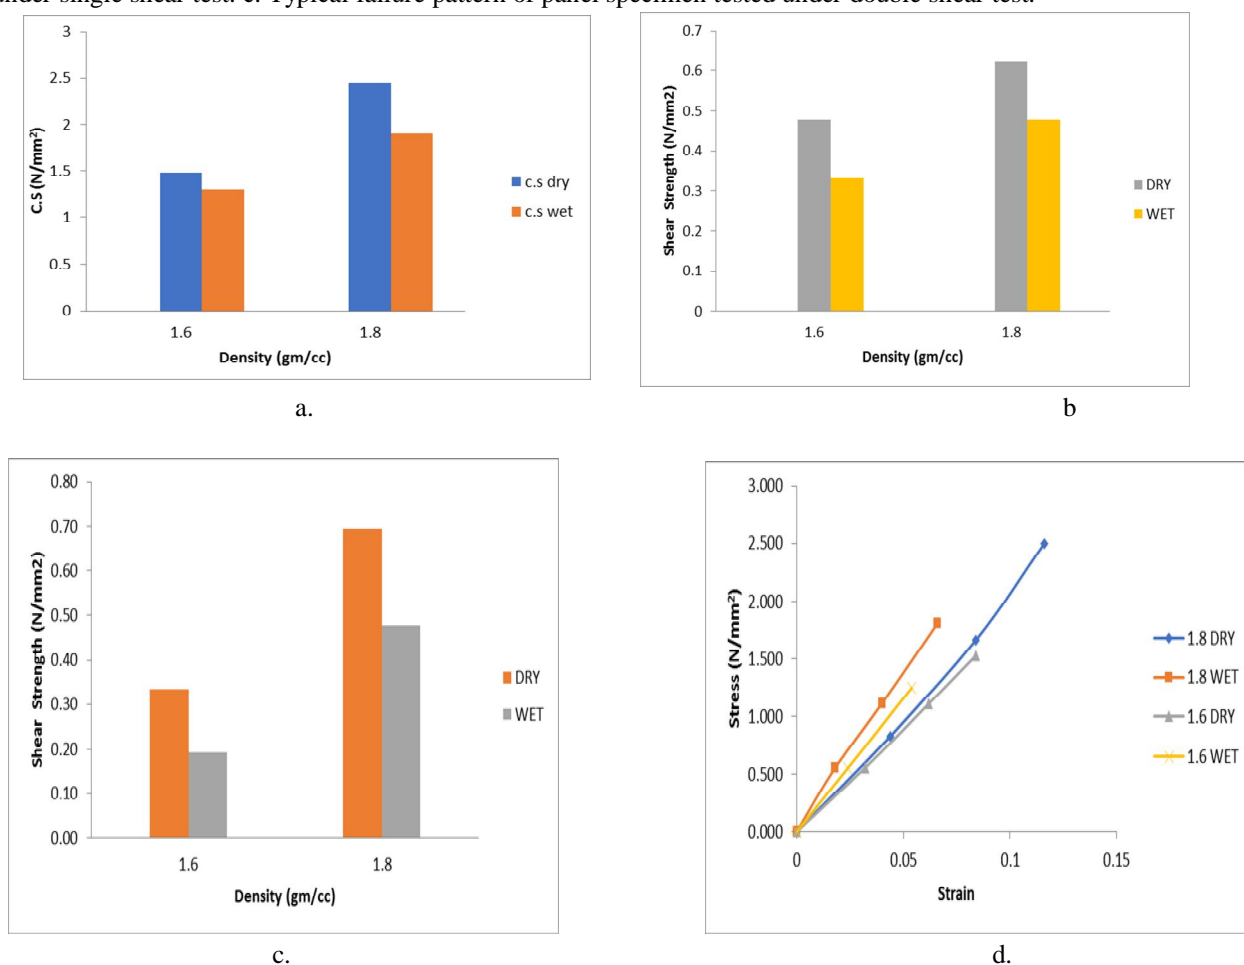 under single shear test. c. Typical failure pattern of panel specimen tested under double shear test.
3
2.5
2
1.5
1
0.5
0
C.S (N/mm²)
1.6
1.8
Density (gm/cc)
c.s dry
c.s wet
a.
0.7
0.6
0.5
0.4
0.3
0.2
0.1
0
Shear Strength (N/mm2)
1.6
1.8
Density (gm/cc)
DRY
WET
b
0.80
0.70
0.60
0.50
0.40
0.30
0.20
0.10
0.00
Shear Strength (N/mm2)
1.6
1.8
Density (gm/cc)
DRY
WET
c.
3.000
2.500
2.000
1.500
1.000
0.500
0.000
Stress (N/mm²)
0
0.05
0.1
0.15
Strain
1.8 DRY
1.8 WET
1.6 DRY
1.6 WET
d.